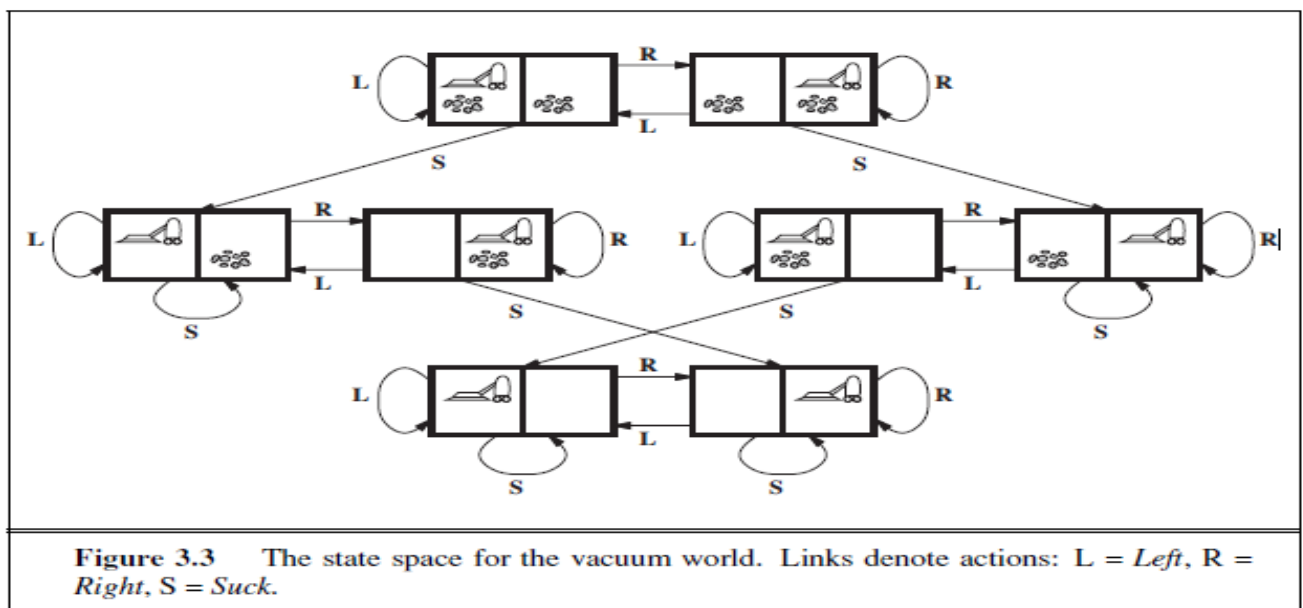 R
L R
L
S S
R R
L R L R
L L
S S S S
R
L R
L
S S
Figure 3.3 The state space for the vacuum world. Links denote actions: L = Left, R =
Right, S = Suck.